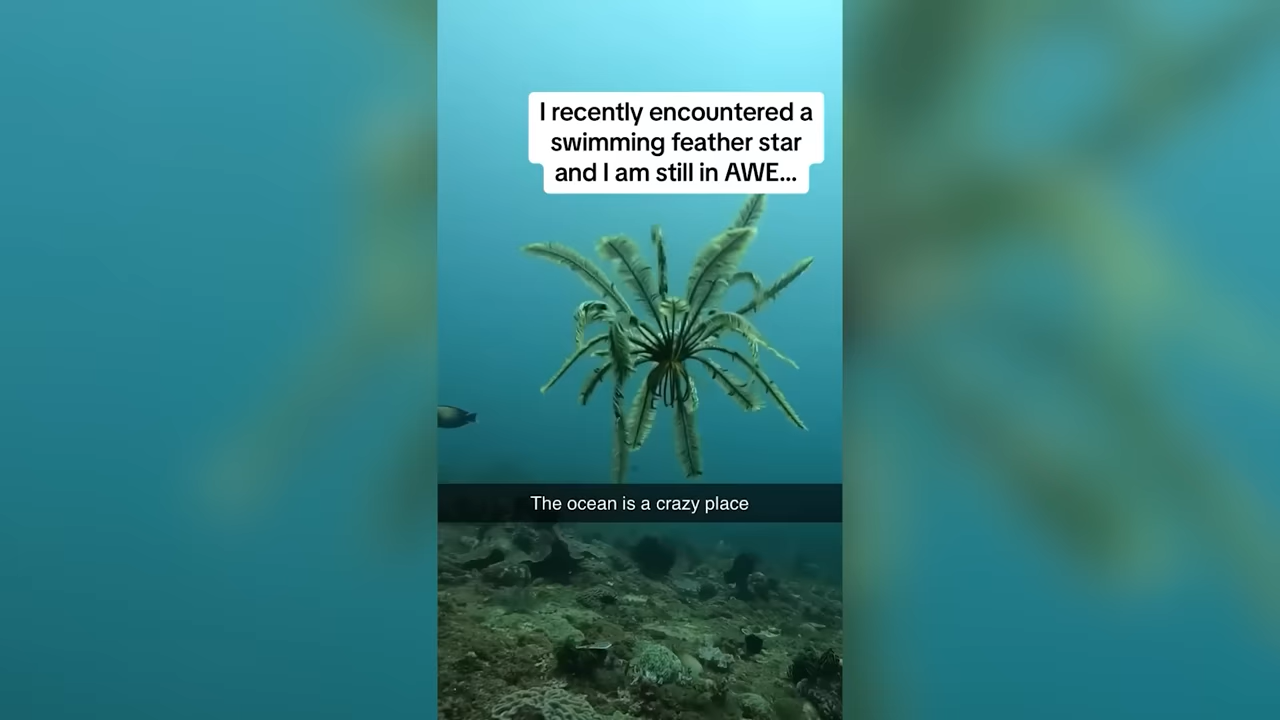 I recently encountered a
swimming feather star
and I am still in AWE...
The ocean is a crazy place